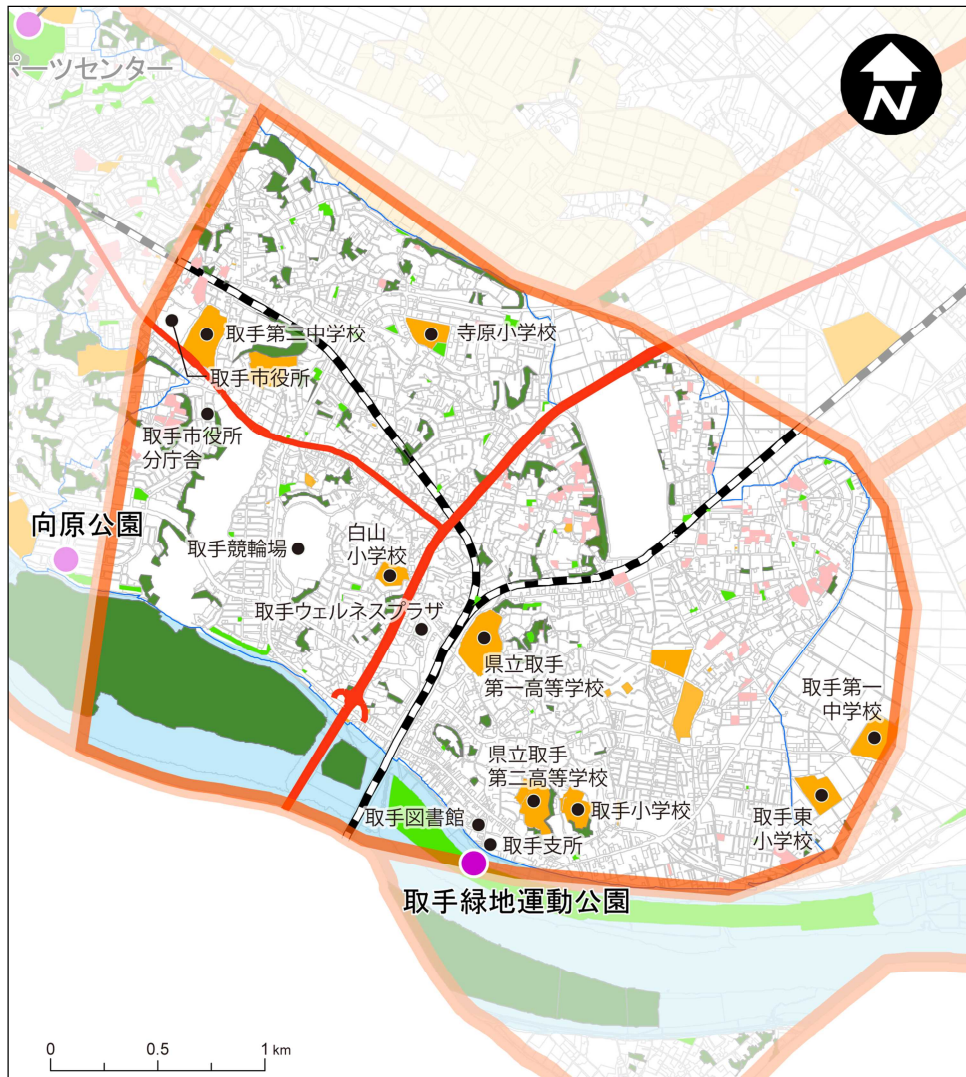 ポーツセンター
N
取手第二中学校
寺原小学校
取手市役所
取手市役所
分庁舎
向原公園
取手競輪場
白山
小学校
取手ウェルネスプラザ
県立取手
第一高等学校
取手第一
中学校
県立取手
第二高等学校
取手図書館
取手小学校
取手東
小学校
取手支所
取手緑地運動公園
0 0.5 1 km